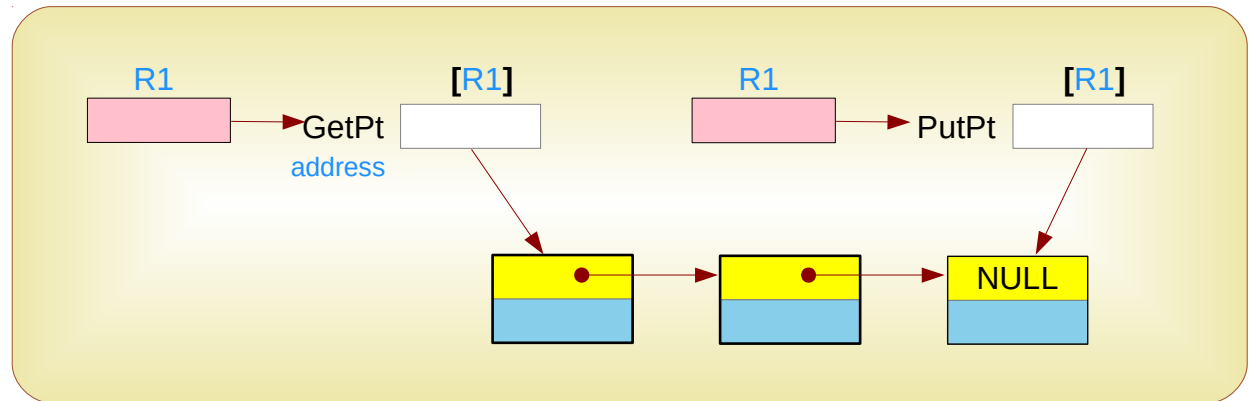 R1
[R1]
R1
[R1]
GetPt
PutPt
address
NULL